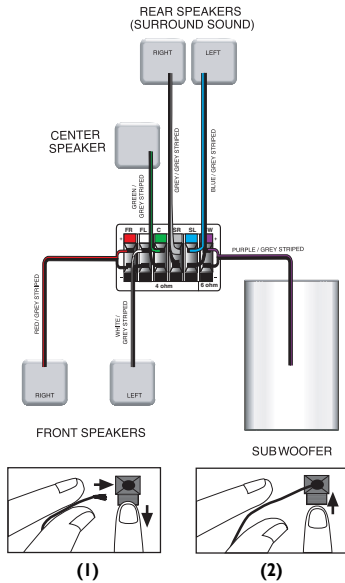 REAR SPEAKERS
(SURROUND SOUND)
RIGHT
LEFT
CENTER
SPEAKER
GREEN /
GREY STRIPED
GREY / GREY STRIPED
BLUE / GREY STRIPED
FR FL C SR SL W
+ +
PURPLE / GREY STRIPED
- -
4 ohm 6 ohm
RED / GREY STRIPED
WHITE /
GREY STRIPED
RIGHT
LEFT
FRONT SPEAKERS
SUBWOOFER
(1)
(2)